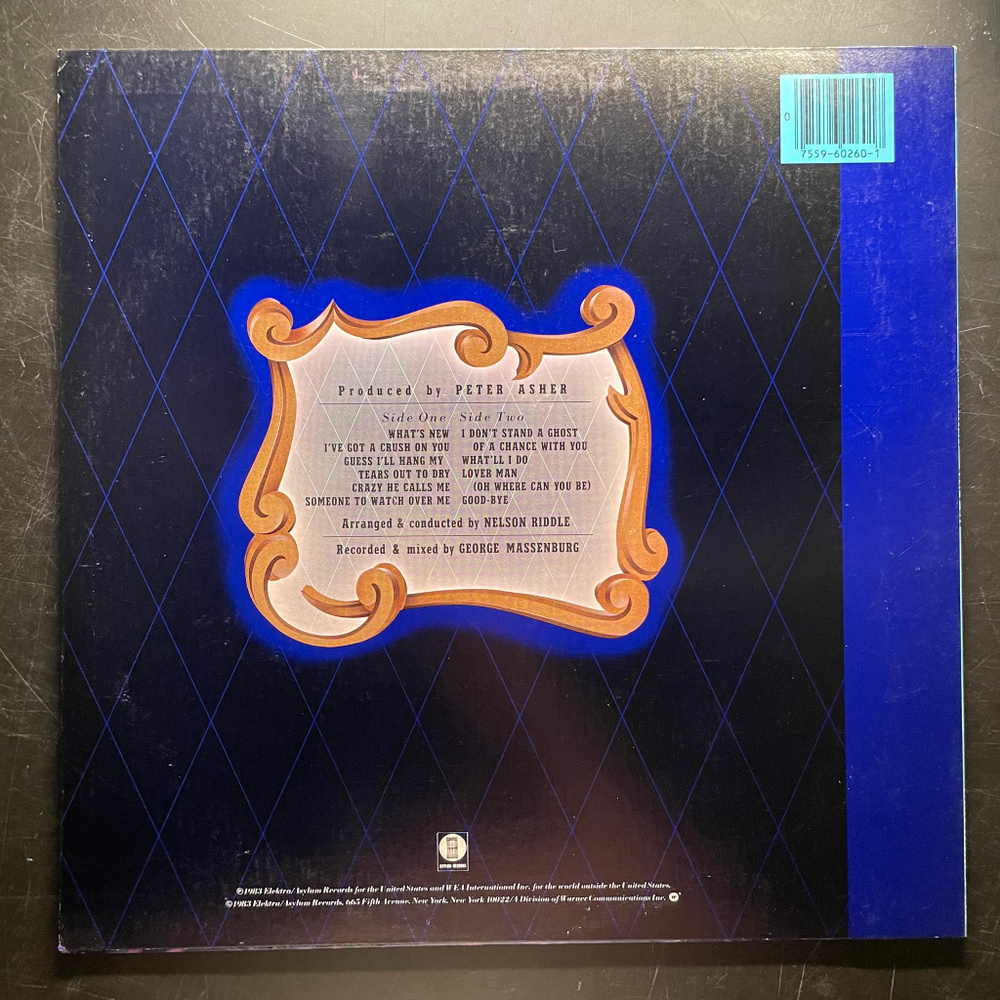 0
7559-60260-1
Produced by PETER ASHER
Side One
WHAT'S NEW
I'VE GOT A CRUSH ON YOU
GUESS I'LL HANG MY
TEARS OUT TO DRY
CRAZY HE CALLS ME
SOMEONE TO WATCH OVER ME
Side Two
I DON'T STAND A GHOST
OF A CHANCE WITH YOU
WHAT'LL I DO
LOVER MAN
(OH WHERE CAN YOU BE)
GOOD-BYE
Arranged & conducted by NELSON RIDDLE
Recorded & mixed by GEORGE MASSENBURG
ASYLUM RECORDS
℗1983 Elektra/Asylum Records for the United States and WEA International Inc. for the world outside the United States.
©1983 Elektra/Asylum Records, 665 Fifth Avenue, New York, New York 10022/A Division of Warner Communications Inc.